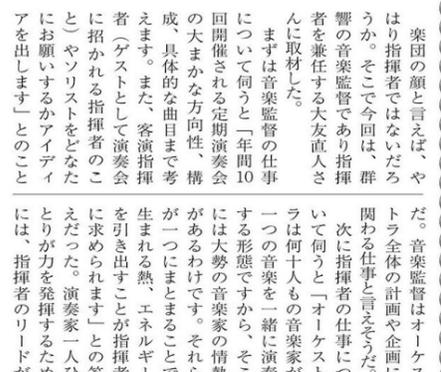 楽団の顔と言えば、や
はり指揮者ではないだろ
うか。そこで今回は、群
響の音楽監督であり指揮
者を兼任する大友直人さ
んに取材した。
まずは音楽監督の仕事
について伺うと「年間10
回開催される定期演奏会
の大まかな方向性、構
成、具体的な曲目まで考
えます。また、客演指揮
者（ゲストとして演奏会
に招かれる指揮者のこ
と）やソリストをどなた
にお願いするかアイディ
アを出します」とのこと
だ。音楽監督はオーケス
トラ全体の計画や企画に
関わる仕事と言えそうだ。
次に指揮者の仕事につ
いて伺うと「オーケスト
ラは何十人もの音楽家が
一つの音楽を一緒に演奏
する形態ですから、そこ
には大勢の音楽家の情熱
があるわけです。それら
が一つにまとまることで
生まれる熱、エネルギー
を引き出すことが指揮者
に求められます」との答
えだった。演奏家一人ひ
とりが力を発揮するため
には、指揮者のリードが